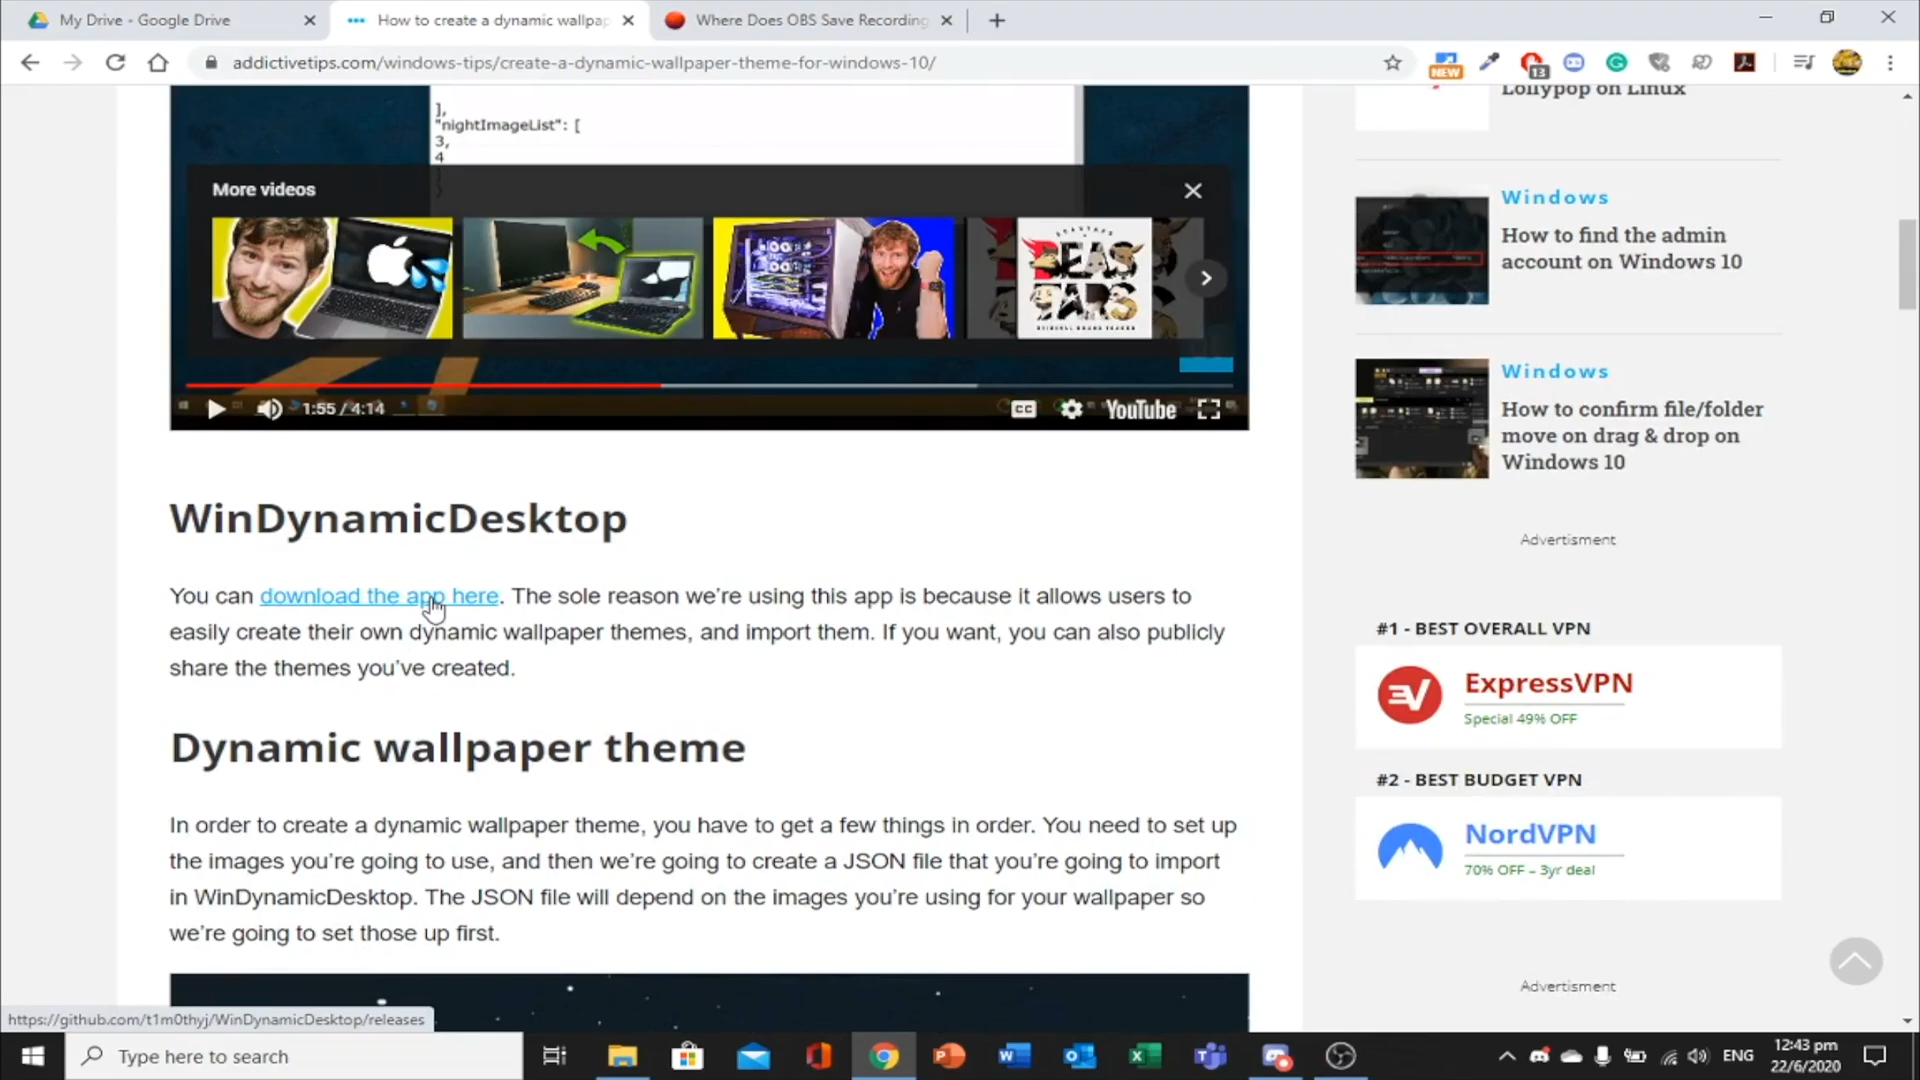 My Drive - Google Drive
How to create a dynamic wallpap
Where Does OBS Save Recording
addictivetips.com/windows-tips/create-a-dynamic-wallpaper-theme-for-windows-10/
NEW
13
],
"nightImageList": [
3,
4
More videos
BEASTARS
1:55 / 4:14
CC
YouTube
WinDynamicDesktop
You can download the app here. The sole reason we're using this app is because it allows users to
easily create their own dynamic wallpaper themes, and import them. If you want, you can also publicly
share the themes you've created.
Dynamic wallpaper theme
In order to create a dynamic wallpaper theme, you have to get a few things in order. You need to set up
the images you're going to use, and then we're going to create a JSON file that you're going to import
in WinDynamicDesktop. The JSON file will depend on the images you're using for your wallpaper so
we're going to set those up first.
Lollypop on Linux
Windows
How to find the admin
account on Windows 10
Windows
How to confirm file/folder
move on drag & drop on
Windows 10
Advertisment
#1 - BEST OVERALL VPN
ExpressVPN
Special 49% OFF
#2 - BEST BUDGET VPN
NordVPN
70% OFF – 3yr deal
Advertisment
https://github.com/t1m0thyj/WinDynamicDesktop/releases
Type here to search
ENG
12:43 pm
22/6/2020